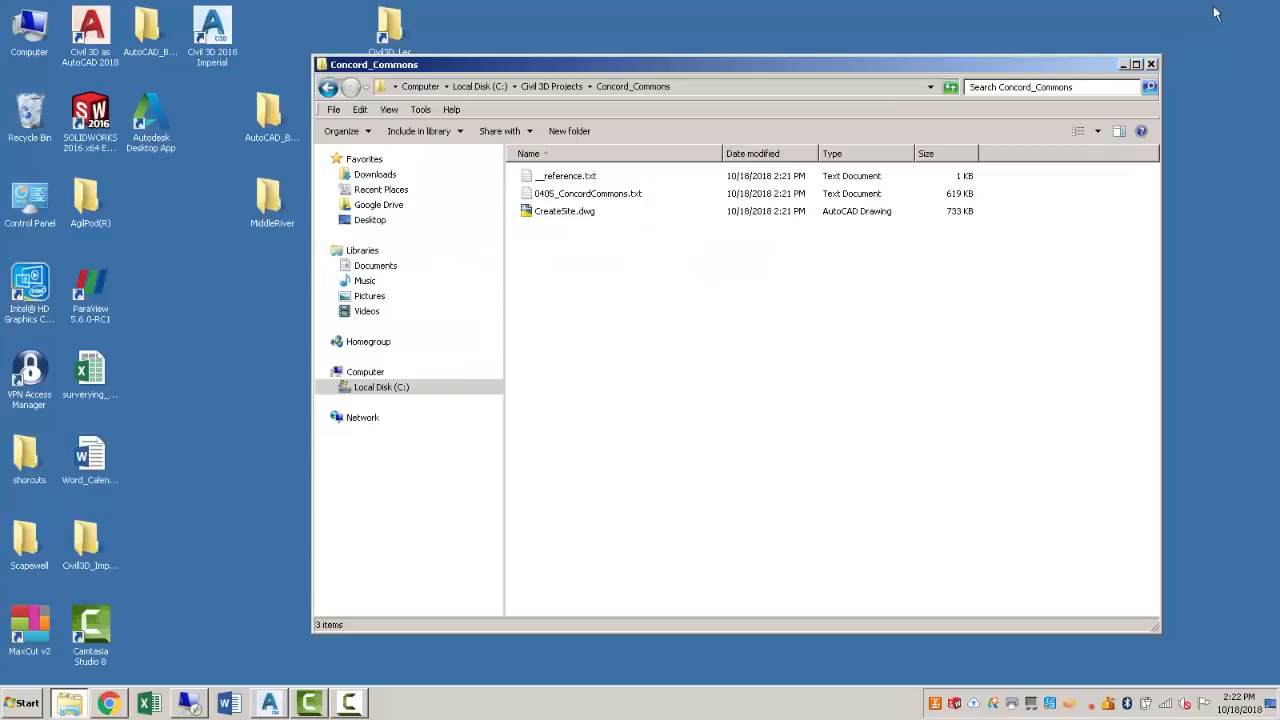 Computer
Civil 3D as
AutoCAD 2018
AutoCAD_B...
Civil 3D 2018
Imperial
Civil3D_Lec
Recycle Bin
SOLIDWORKS
2016 x64 E...
Autodesk
Desktop App
AutoCAD_B...
Control Panel
AgilPod(R)
MiddleRiver
Intel® HD
Graphics C...
ParaView
5.6.0-RC1
VPN Access
Manager
surverying_...
shorcuts
Word_Calen...
Scapewell
Civill3D_Imp...
MaxCut v2
Camtasia
Studio 8
Concord_Commons
Computer
Local Disk (C:)
Civil 3D Projects
Concord_Commons
Search Concord_Commons
File Edit View Tools Help
Organize
Include in library
Share with
New folder
Favorites
Downloads
Recent Places
Google Drive
Desktop
Libraries
Documents
Music
Pictures
Videos
Homegroup
Computer
Local Disk (C:)
Network
Name Date modified Type Size
__reference.txt 10/18/2018 2:21 PM Text Document 1 KB
0405_ConcordCommons.txt 10/18/2018 2:21 PM Text Document 619 KB
CreateSite.dwg 10/18/2018 2:21 PM AutoCAD Drawing 733 KB
3 items
Start
2:22 PM
10/18/2018